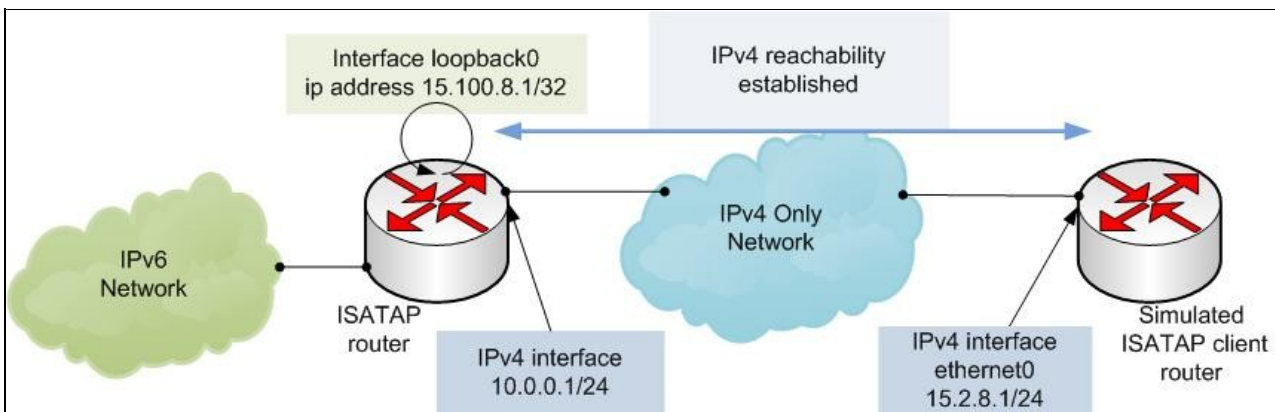 Interface loopback0
ip address 15.100.8.1/32
IPv4 reachability
established
IPv6
Network
ISATAP
router
IPv4 interface
10.0.0.1/24
IPv4 Only
Network
IPv4 interface
ethernet0
15.2.8.1/24
Simulated
ISATAP client
router